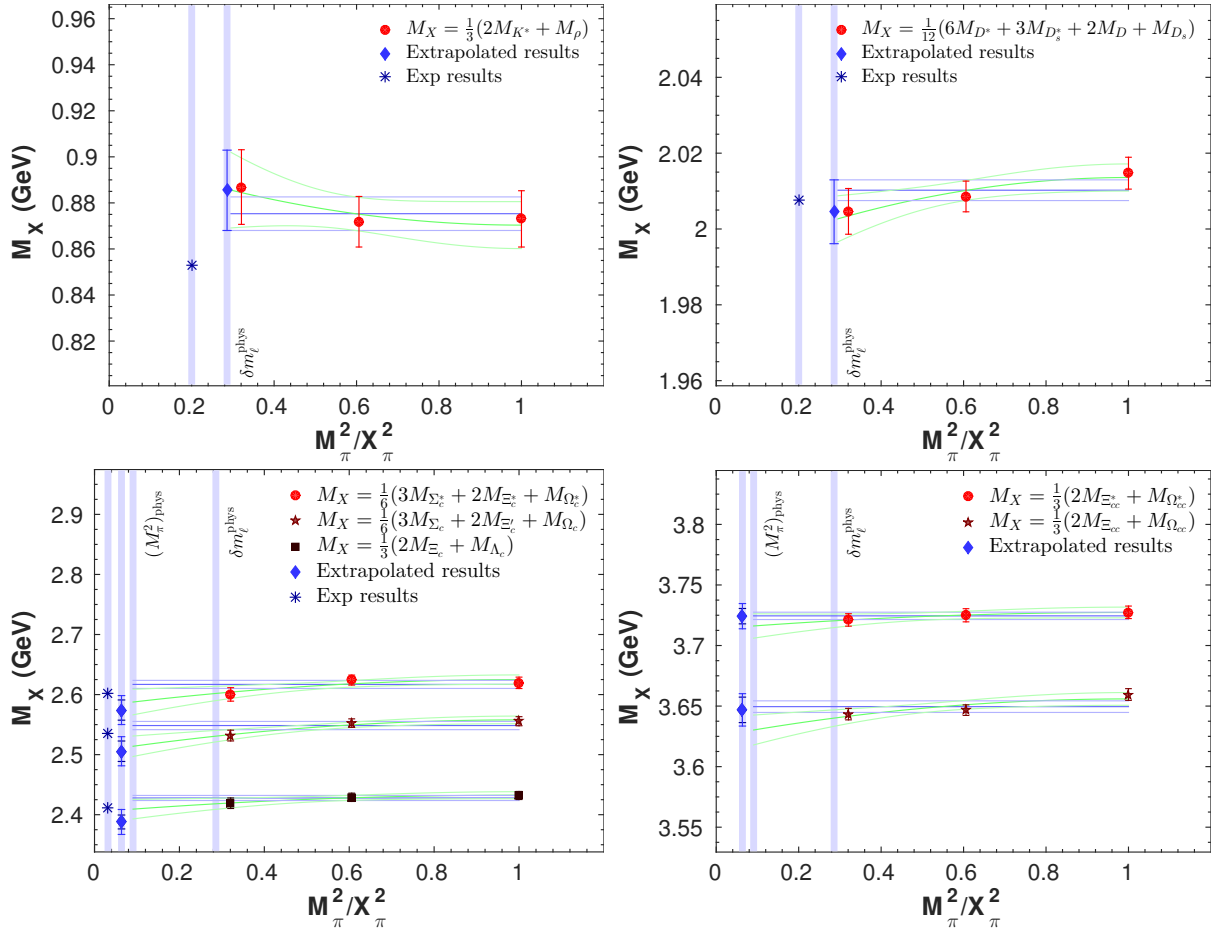 M_X = 1/3(2M_{K*} + M_ρ)
Extrapolated results
Exp results
0.96
0.94
0.92
0.9
0.88
0.86
0.84
0.82
M_X (GeV)
δm_ℓ^phys
0 0.2 0.4 0.6 0.8 1
M_π^2/X_π^2
M_X = 1/12(6M_{D*} + 3M_{D_s*} + 2M_D + M_{D_s})
Extrapolated results
Exp results
2.04
2.02
2
1.98
1.96
M_X (GeV)
δm_ℓ^phys
0 0.2 0.4 0.6 0.8 1
M_π^2/X_π^2
M_X = 1/6(3M_{Σ_c*} + 2M_{Ξ_c*} + M_{Ω_c*})
M_X = 1/6(3M_{Σ_c} + 2M_{Ξ_c′} + M_{Ω_c})
M_X = 1/3(2M_{Ξ_c} + M_{Λ_c})
Extrapolated results
Exp results
2.9
2.8
2.7
2.6
2.5
2.4
M_X (GeV)
(M_π^2)_phys
δm_ℓ^phys
0 0.2 0.4 0.6 0.8 1
M_π^2/X_π^2
M_X = 1/3(2M_{Ξ_cc*} + M_{Ω_cc*})
M_X = 1/3(2M_{Ξ_cc} + M_{Ω_cc})
Extrapolated results
3.8
3.75
3.7
3.65
3.6
3.55
M_X (GeV)
(M_π^2)_phys
δm_ℓ^phys
0 0.2 0.4 0.6 0.8 1
M_π^2/X_π^2